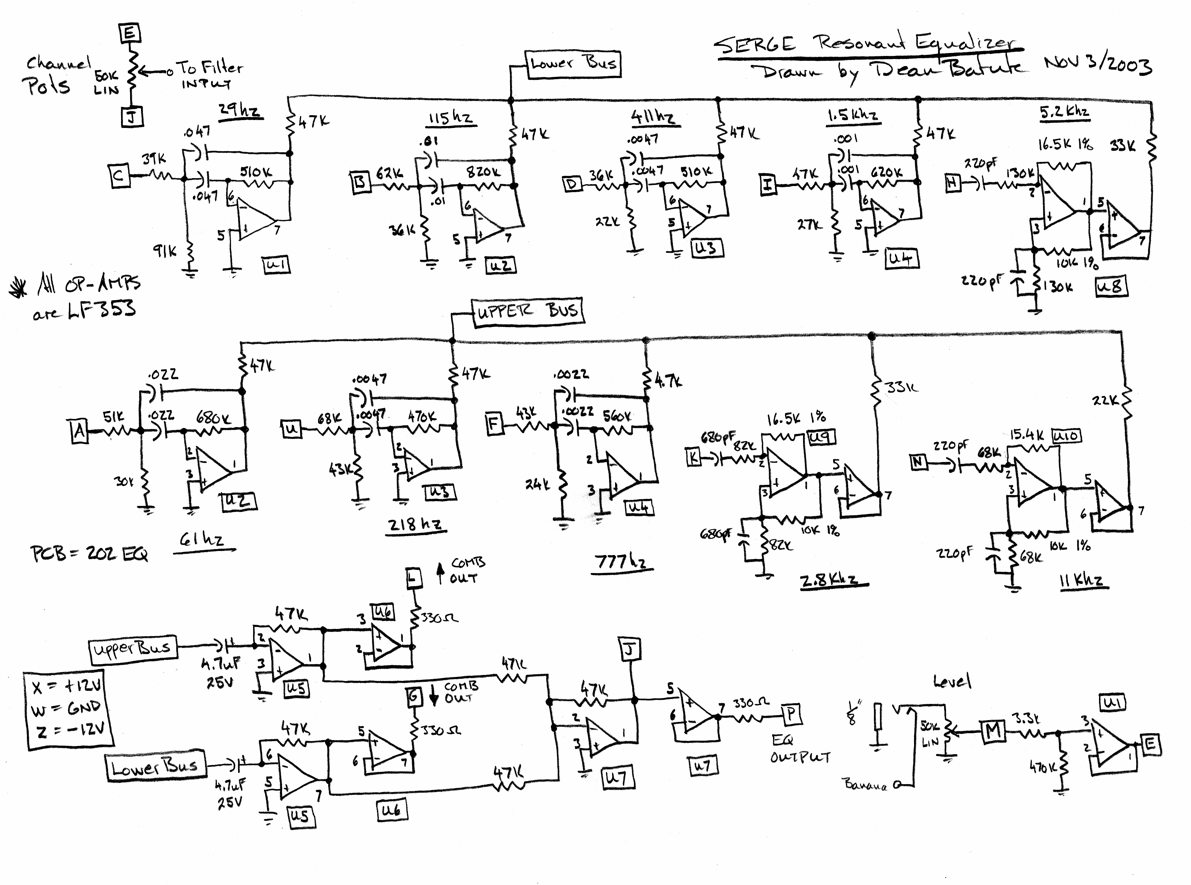 SERGE Resonant Equalizer
Drawn by Dean Batute NOV 3/2003
E
Channel Pots
50K LIN
To Filter INPUT
J
Lower Bus
29hz
.047
47K
39K
C
510K
.047
6
5
7
91K
U1
115hz
.01
47K
B
62K
820K
.01
6
5
7
36K
U2
411hz
.0047
47K
D
36K
.0047
510K
6
5
7
22K
U3
1.5Khz
.001
47K
I
47K
.001
620K
6
5
7
27K
U4
5.2Khz
16.5K 1%
33K
220pF
H
130K
2
1
5
7
3
6
10K 1%
220pF
130K
U8
* All OP-AMPS
are LF353
UPPER BUS
.022
47K
A
51K
.022
680K
2
3
1
30K
U2
61hz
.0047
47K
U
68K
.0047
470K
2
3
1
43K
U3
218hz
.0022
4.7K
F
43K
.0022
560K
2
3
1
24K
U4
777hz
33K
16.5K 1%
U9
680pF
K
82K
2
1
5
3
6
7
680pF
10K 1%
82K
2.8Khz
22K
15.4K
U10
220pF
N
68K
2
1
5
3
6
7
220pF
10K 1%
68K
11Khz
PCB = 202 EQ
L
COMB OUT
U6
330Ω
47K
upperBus
4.7uF
25V
2
3
1
U5
3
2
1
X = +12V
W = GND
Z = -12V
47K
G
COMB OUT
330Ω
47K
LowerBus
4.7uF
25V
6
5
7
U5
5
6
7
U6
47K
J
47K
2
3
1
U7
5
6
7
U7
330Ω
P
EQ
OUTPUT
Level
1/8"
50K
LIN
Banana
M
3.3K
470K
U1
3
2
1
E